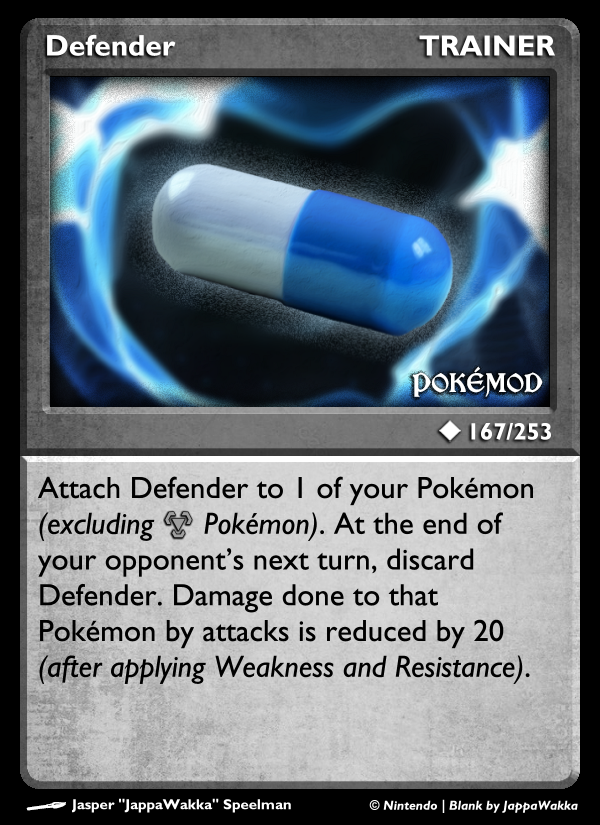 Defender TRAINER
POKÉMOD
167/253
Attach Defender to 1 of your Pokémon
(excluding Pokémon). At the end of
your opponent’s next turn, discard
Defender. Damage done to that
Pokémon by attacks is reduced by 20
(after applying Weakness and Resistance).
Jasper "JappaWakka" Speelman © Nintendo | Blank by JappaWakka